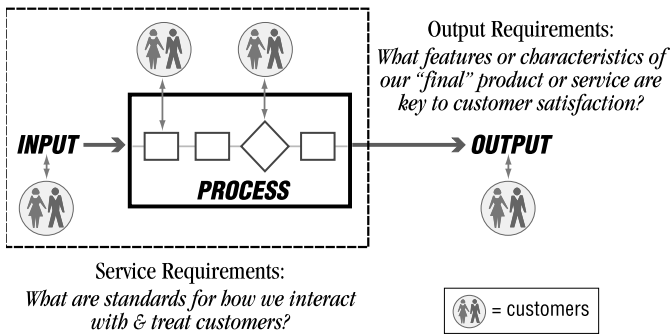 Output Requirements:
What features or characteristics of
our “final” product or service are
key to customer satisfaction?
INPUT
PROCESS
OUTPUT
Service Requirements:
What are standards for how we interact
with & treat customers?
= customers